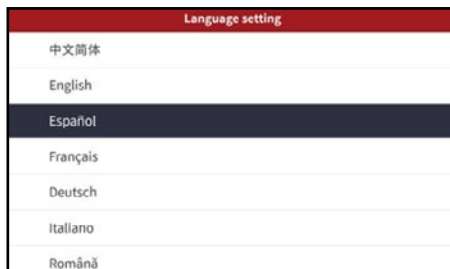 Language setting
中文简体
English
Español
Français
Deutsch
Italiano
Română